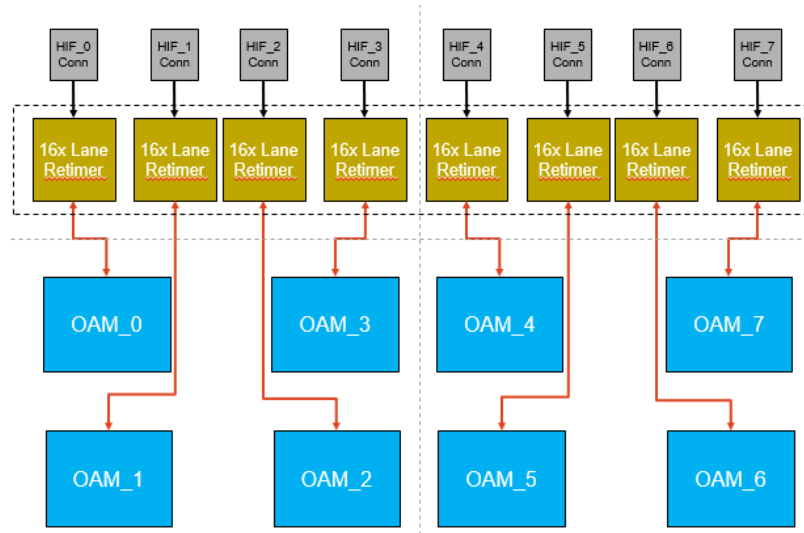 HIF_0
Conn
HIF_1
Conn
HIF_2
Conn
HIF_3
Conn
HIF_4
Conn
HIF_5
Conn
HIF_6
Conn
HIF_7
Conn
16x Lane
Retimer
16x Lane
Retimer
16x Lane
Retimer
16x Lane
Retimer
16x Lane
Retimer
16x Lane
Retimer
16x Lane
Retimer
16x Lane
Retimer
OAM_0
OAM_3
OAM_4
OAM_7
OAM_1
OAM_2
OAM_5
OAM_6